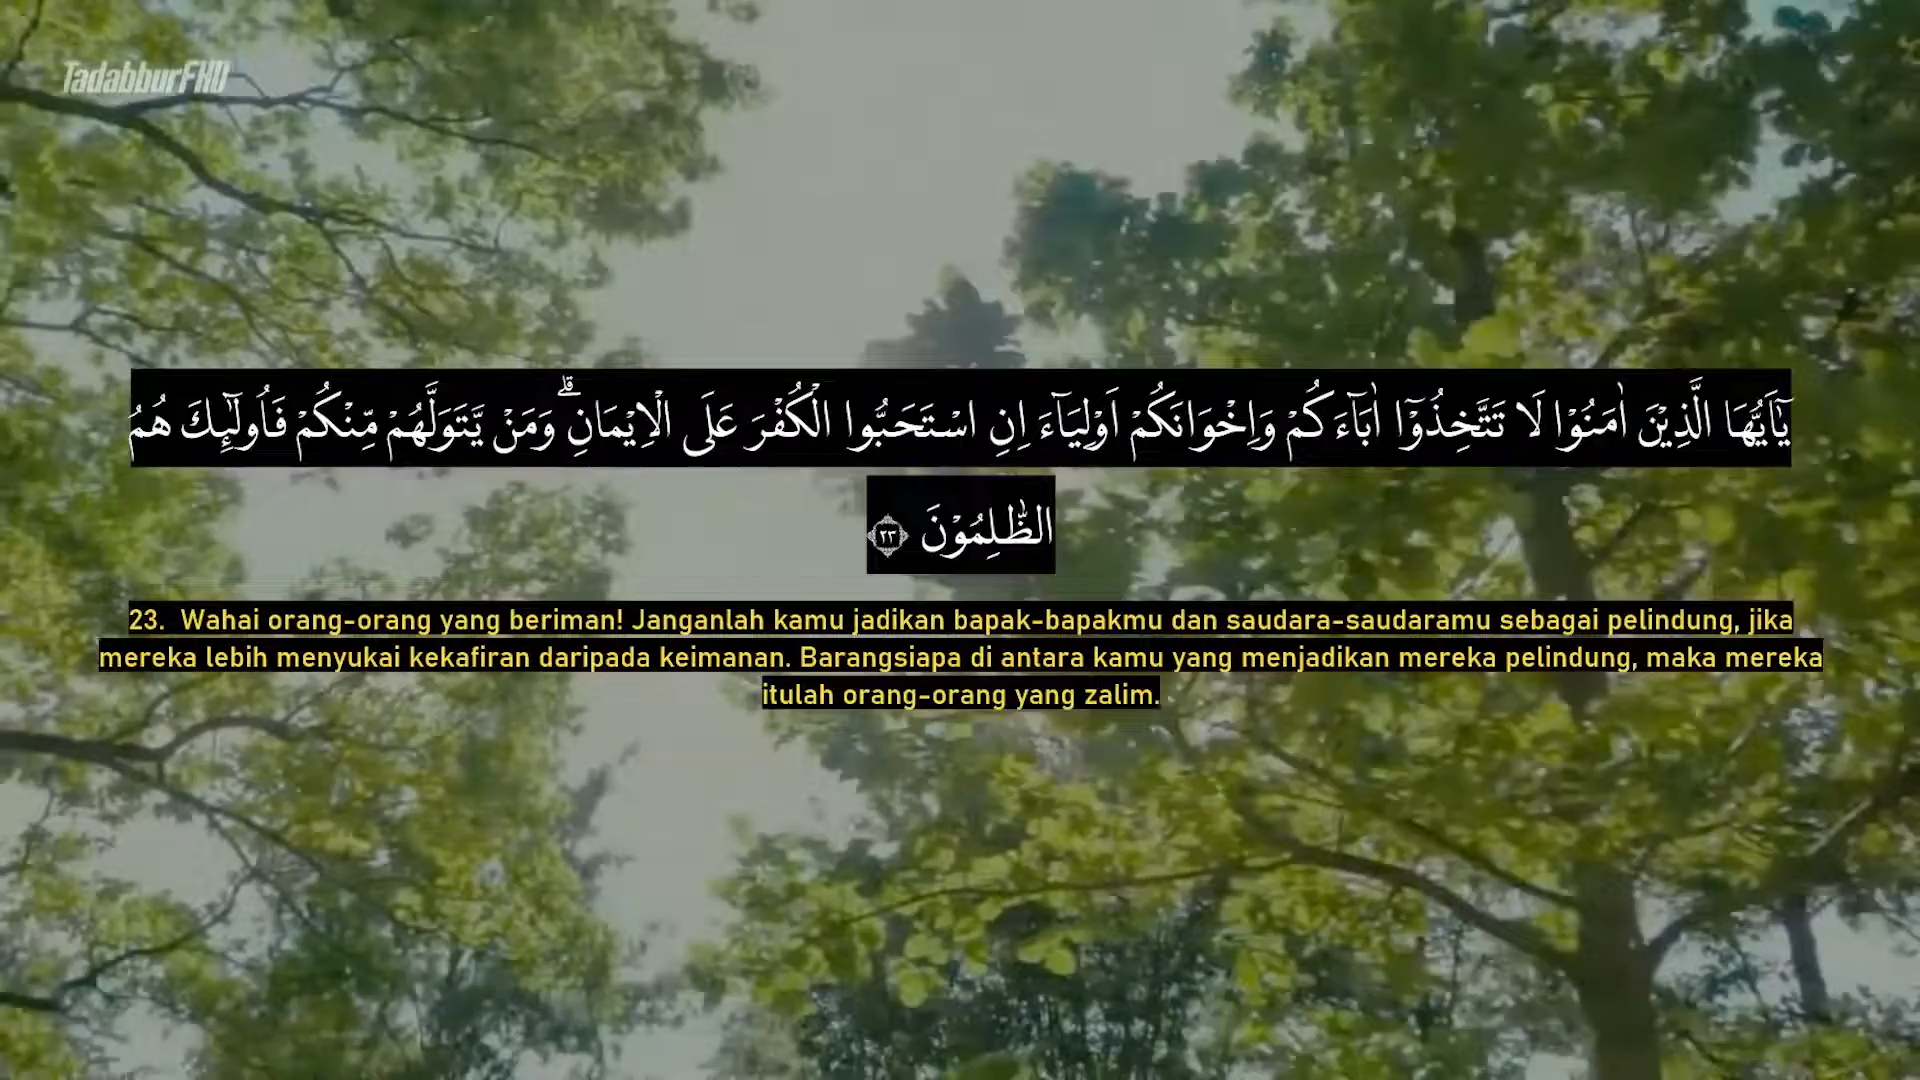 TadabburFHD
يٰٓاَيُّهَا الَّذِيْنَ اٰمَنُوْا لَا تَتَّخِذُوْٓا اٰبَاۤءَكُمْ وَاِخْوَانَكُمْ اَوْلِيَاۤءَ اِنِ اسْتَحَبُّوا الْكُفْرَ عَلَى الْاِيْمَانِۗ وَمَنْ يَّتَوَلَّهُمْ مِّنْكُمْ فَاُولٰۤىِٕكَ هُمُ
الظّٰلِمُوْنَ ٢٣
23. Wahai orang-orang yang beriman! Janganlah kamu jadikan bapak-bapakmu dan saudara-saudaramu sebagai pelindung, jika
mereka lebih menyukai kekafiran daripada keimanan. Barangsiapa di antara kamu yang menjadikan mereka pelindung, maka mereka
itulah orang-orang yang zalim.